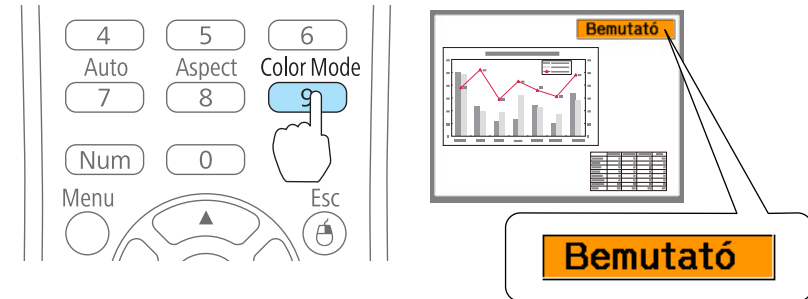 4 5 6
Auto Aspect Color Mode
7 8 9
Num 0
Menu Esc
Bemutató
Bemutató